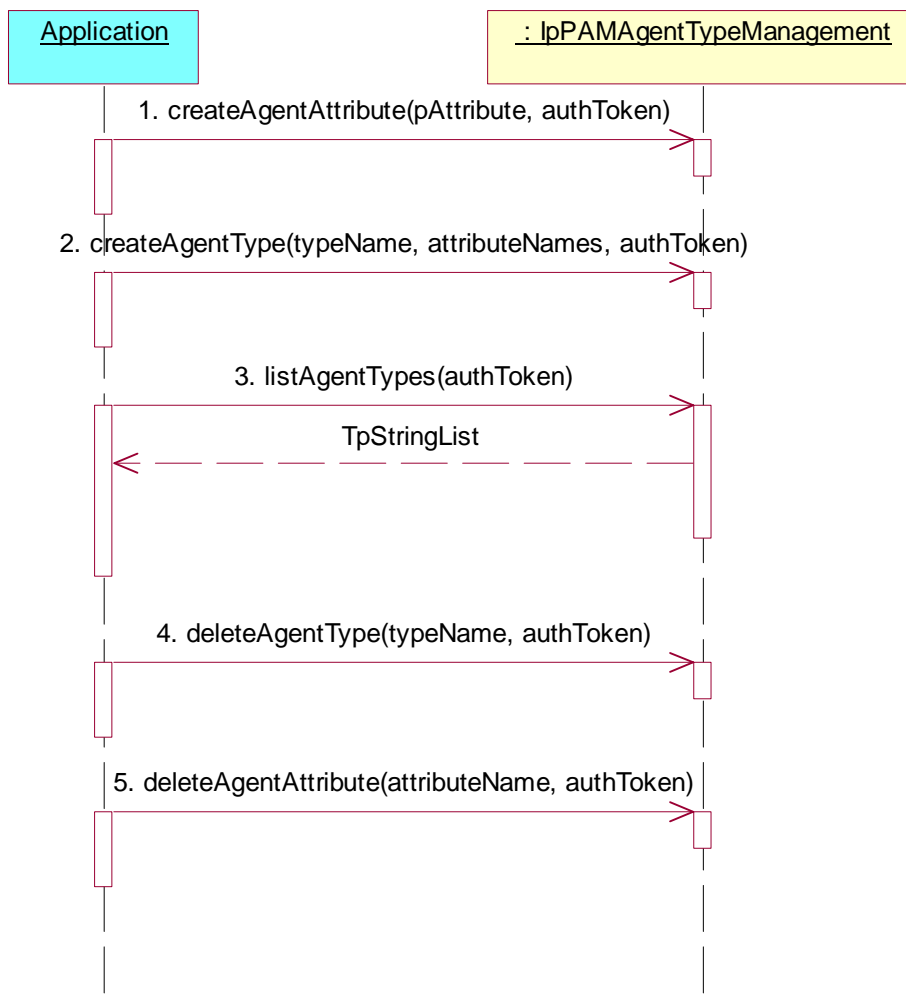 Application
: IpPAMAgentTypeManagement
1. createAgentAttribute(pAttribute, authToken)
2. createAgentType(typeName, attributeNames, authToken)
3. listAgentTypes(authToken)
TpStringList
4. deleteAgentType(typeName, authToken)
5. deleteAgentAttribute(attributeName, authToken)